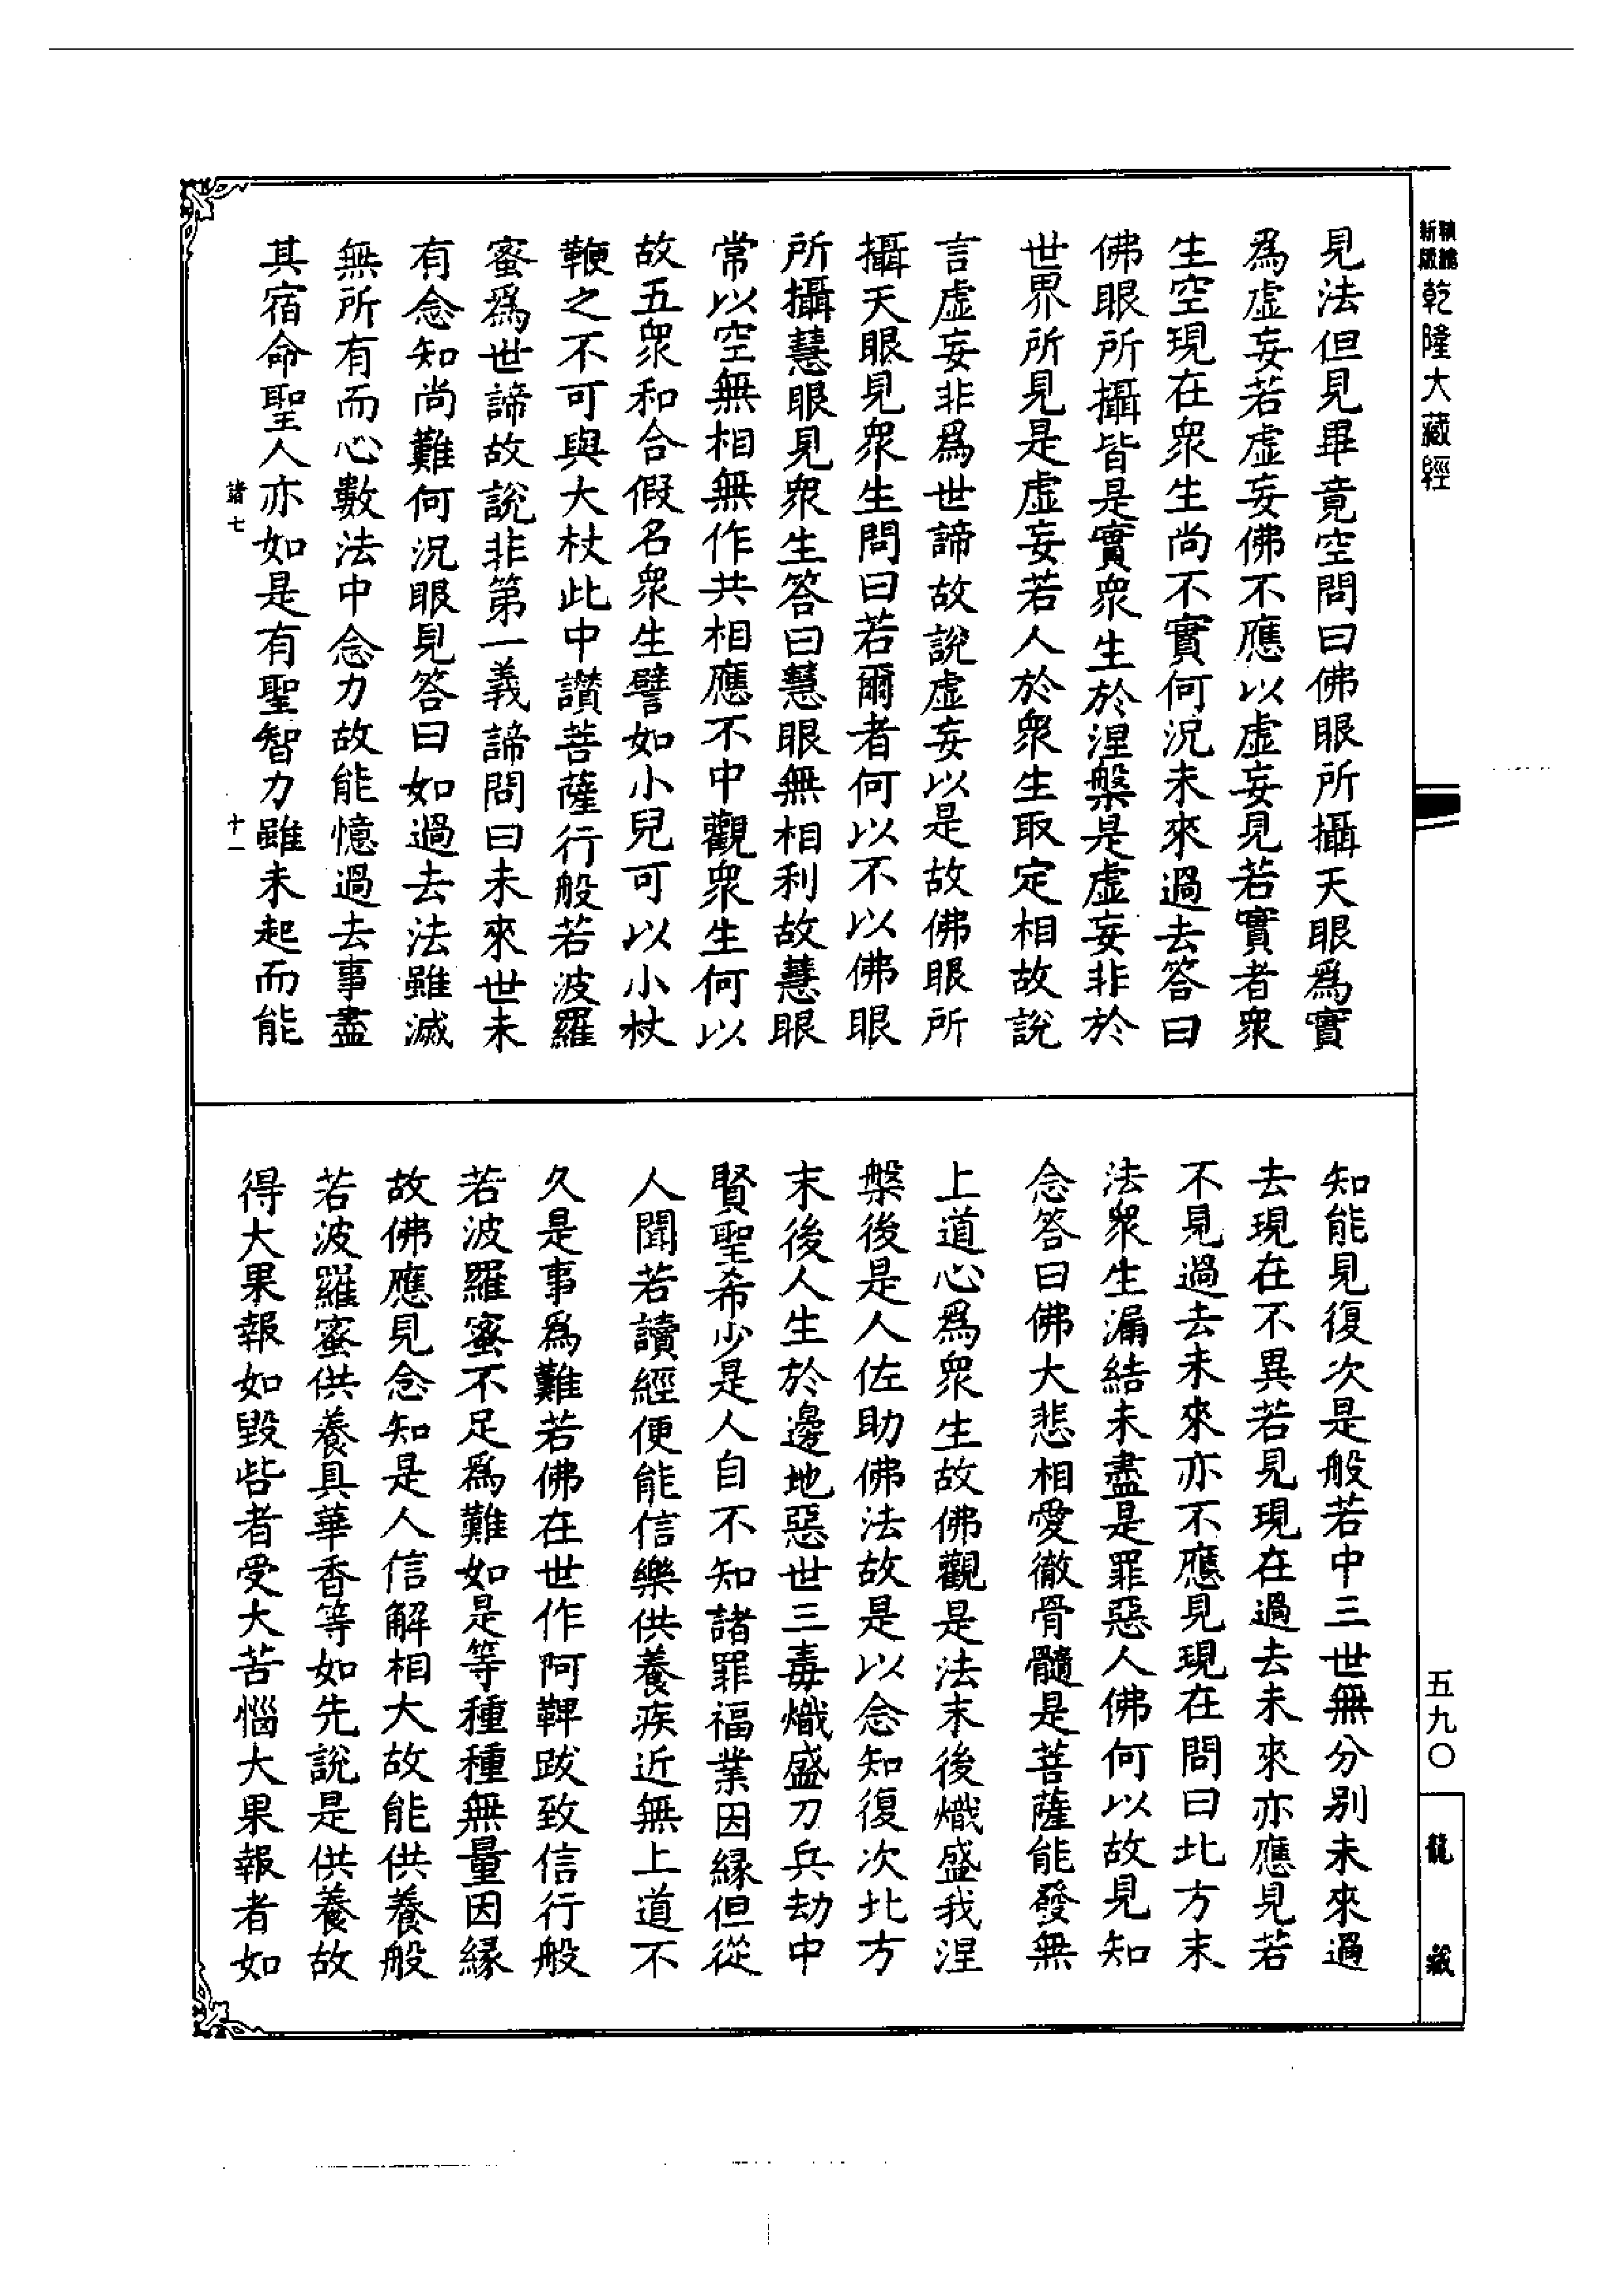 新編縮版 乾隆大藏經
見法但見畢竟空問曰佛眼所攝天眼爲實
爲虛妄若虛妄佛不應以虛妄見若實者衆
生空現在衆生尚不實何況未來過去答曰
佛眼所攝皆是實衆生於涅槃是虛妄非於
世界所見是虛妄若人於衆生取定相故說
言虛妄非爲世諦故說虛妄以是故佛眼所
攝天眼見衆生問曰若爾者何以不以佛眼
所攝慧眼見衆生答曰慧眼無相利故慧眼
常以空無相無作共相應不中觀衆生何以
故五衆和合假名衆生譬如小兒可以小杖
鞭之不可與大杖此中讚菩薩行般若波羅
蜜爲世諦故說非第一義諦問曰未來世未
有念知尚難何況眼見答曰如過去法雖滅
無所有而心數法中念力故能憶過去事盡
其宿命聖人亦如是有聖智力雖未起而能
諸七
十一
知能見復次是般若中三世無分別未來過
去現在不異若見現在過去未來亦應見若
不見過去未來亦不應見現在問曰北方末
法衆生漏結未盡是罪惡人佛何以故見知
念答曰佛大悲相愛徹骨髓是菩薩能發無
上道心爲衆生故佛觀是法末後熾盛我涅
槃後是人佐助佛法故是以念知復次北方
末後人生於邊地惡世三毒熾盛刀兵劫中
賢聖希少是人自不知諸罪福業因緣但從
人聞若讀經便能信樂供養疾近無上道不
久是事爲難若佛在世作阿鞞跋致信行般
若波羅蜜不足爲難如是等種種無量因緣
故佛應見念知是人信解相大故能供養般
若波羅蜜供養具華香等如先說是供養故
得大果報如毀呰者受大苦惱大果報者如
五九〇
龍藏